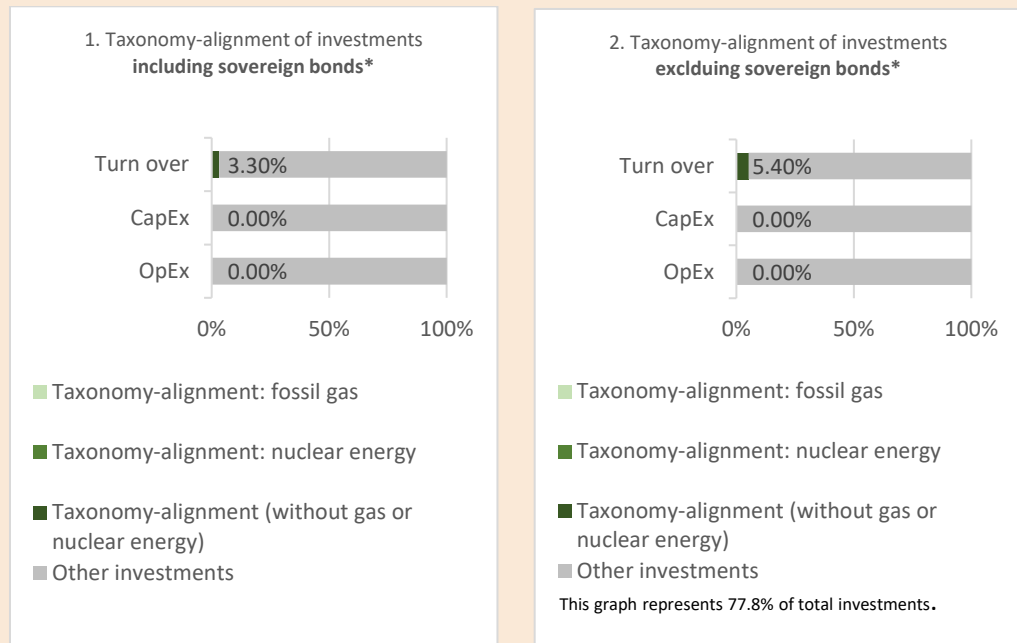 1. Taxonomy-alignment of investments
including sovereign bonds*
Turn over
3.30%
CapEx
0.00%
OpEx
0.00%
0%
50%
100%
Taxonomy-alignment: fossil gas
Taxonomy-alignment: nuclear energy
Taxonomy-alignment (without gas or
nuclear energy)
Other investments
2. Taxonomy-alignment of investments
exclduing sovereign bonds*
Turn over
5.40%
CapEx
0.00%
OpEx
0.00%
0%
50%
100%
Taxonomy-alignment: fossil gas
Taxonomy-alignment: nuclear energy
Taxonomy-alignment (without gas or
nuclear energy)
Other investments
This graph represents 77.8% of total investments.